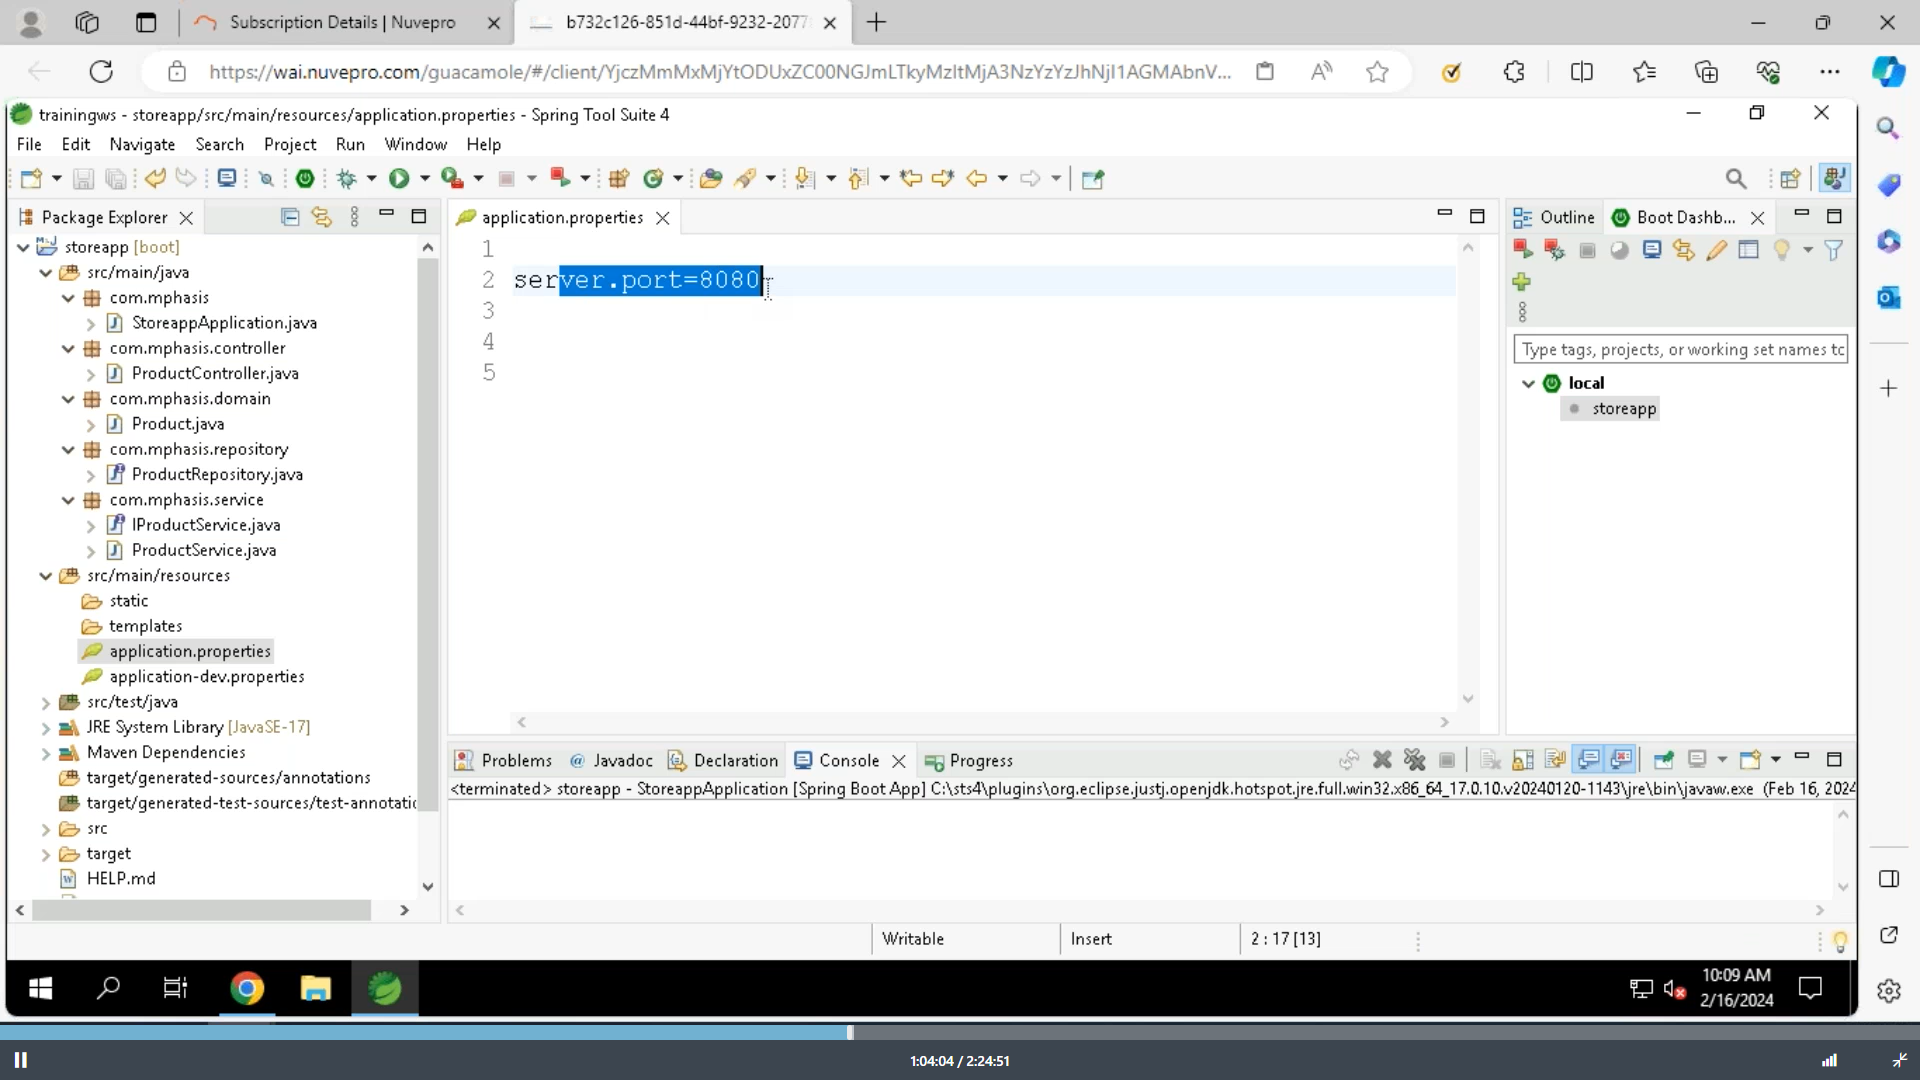 Subscription Details | Nuvepro
b732c126-851d-44bf-9232-2077
https://wai.nuvepro.com/guacamole/#/client/YjczMmMxMjYtODUxZC00NGJmLTkyMzItMjA3NzYzYzJhNjI1AGMAbnV...
trainingws - storeapp/src/main/resources/application.properties - Spring Tool Suite 4
File Edit Navigate Search Project Run Window Help
Package Explorer
application.properties
Outline
Boot Dashb...
storeapp [boot]
src/main/java
com.mphasis
StoreappApplication.java
com.mphasis.controller
ProductController.java
com.mphasis.domain
Product.java
com.mphasis.repository
ProductRepository.java
com.mphasis.service
IProductService.java
ProductService.java
src/main/resources
static
templates
application.properties
application-dev.properties
src/test/java
JRE System Library [JavaSE-17]
Maven Dependencies
target/generated-sources/annotations
target/generated-test-sources/test-annotatic
src
target
HELP.md
1
2 server.port=8080
3
4
5
Type tags, projects, or working set names tc
local
storeapp
Problems
@ Javadoc
Declaration
Console
Progress
<terminated> storeapp - StoreappApplication [Spring Boot App] C:\sts4\plugins\org.eclipse.justj.openjdk.hotspot.jre.full.win32.x86_64_17.0.10.v20240120-1143\jre\bin\javaw.exe (Feb 16, 2024
Writable
Insert
2 : 17 [13]
10:09 AM
2/16/2024
1:04:04 / 2:24:51